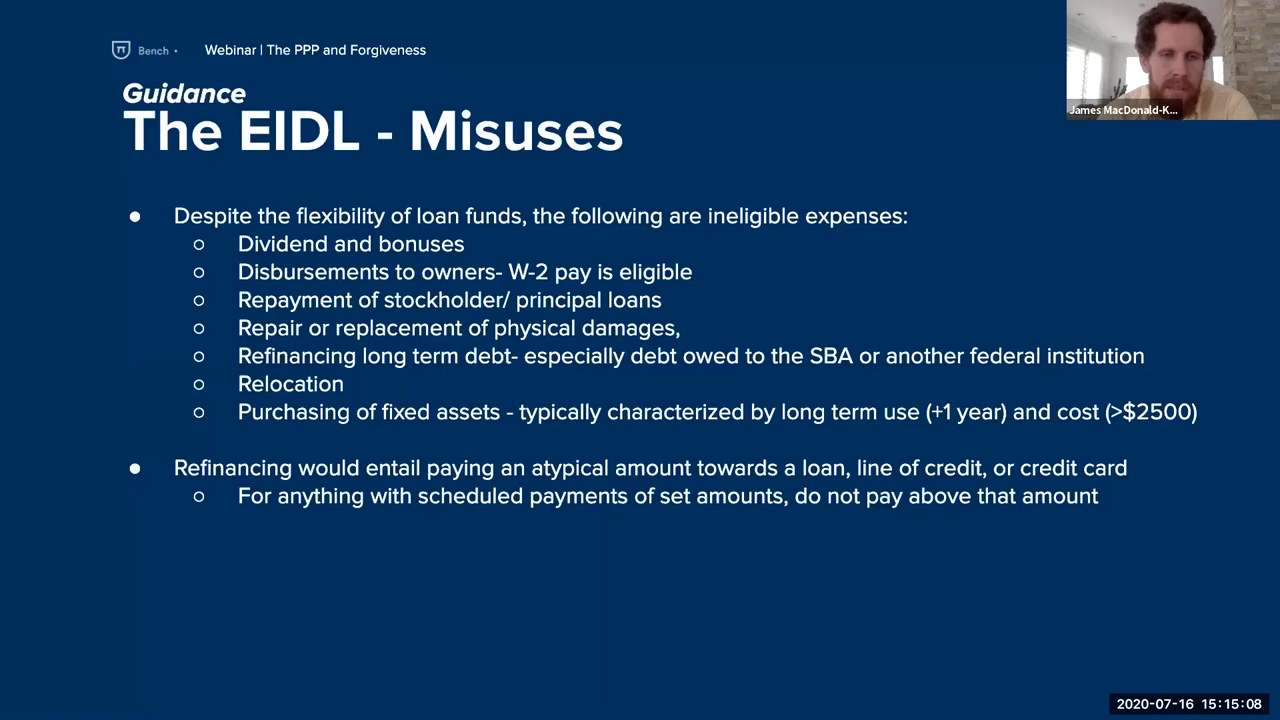 Bench
Webinar | The PPP and Forgiveness
James MacDonald-K...
Guidance
The EIDL - Misuses
● Despite the flexibility of loan funds, the following are ineligible expenses:
○ Dividend and bonuses
○ Disbursements to owners- W-2 pay is eligible
○ Repayment of stockholder/ principal loans
○ Repair or replacement of physical damages,
○ Refinancing long term debt- especially debt owed to the SBA or another federal institution
○ Relocation
○ Purchasing of fixed assets - typically characterized by long term use (+1 year) and cost (>$2500)
● Refinancing would entail paying an atypical amount towards a loan, line of credit, or credit card
○ For anything with scheduled payments of set amounts, do not pay above that amount
2020-07-16 15:15:08